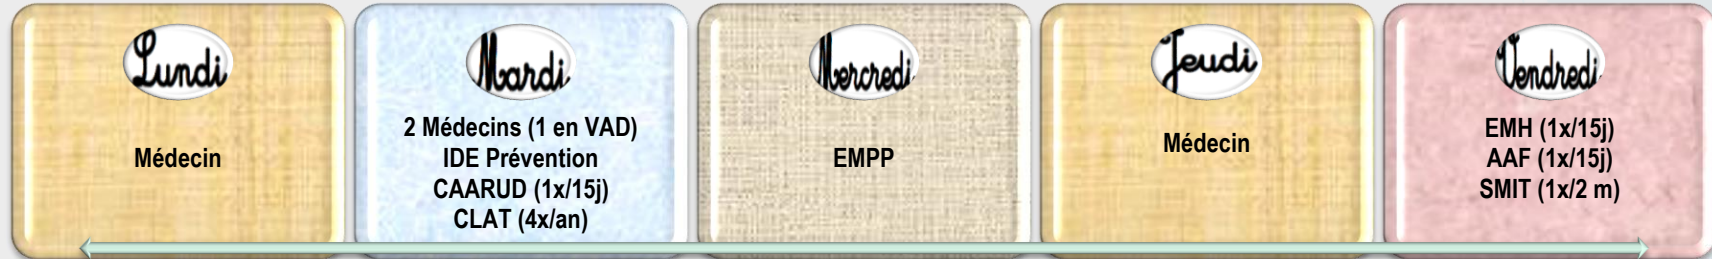 Lundi
Médecin
Mardi
2 Médecins (1 en VAD)
IDE Prévention
CAARUD (1x/15j)
CLAT (4x/an)
Mercredi
EMPP
Jeudi
Médecin
Vendredi
EMH (1x/15j)
AAF (1x/15j)
SMIT (1x/2 m)